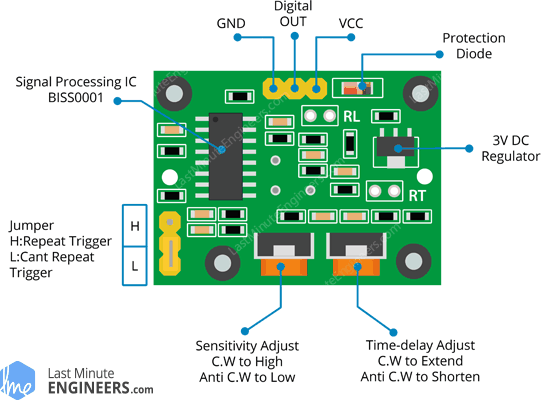 Digital
OUT
GND
VCC
Protection
Diode
Signal Processing IC
BISS0001
RL
3V DC
Regulator
RT
Jumper
H:Repeat Trigger
L:Cant Repeat
Trigger
H
L
Sensitivity Adjust
C.W to High
Anti C.W to Low
Time-delay Adjust
C.W to Extend
Anti C.W to Shorten
lme
Last Minute
ENGINEERS.com